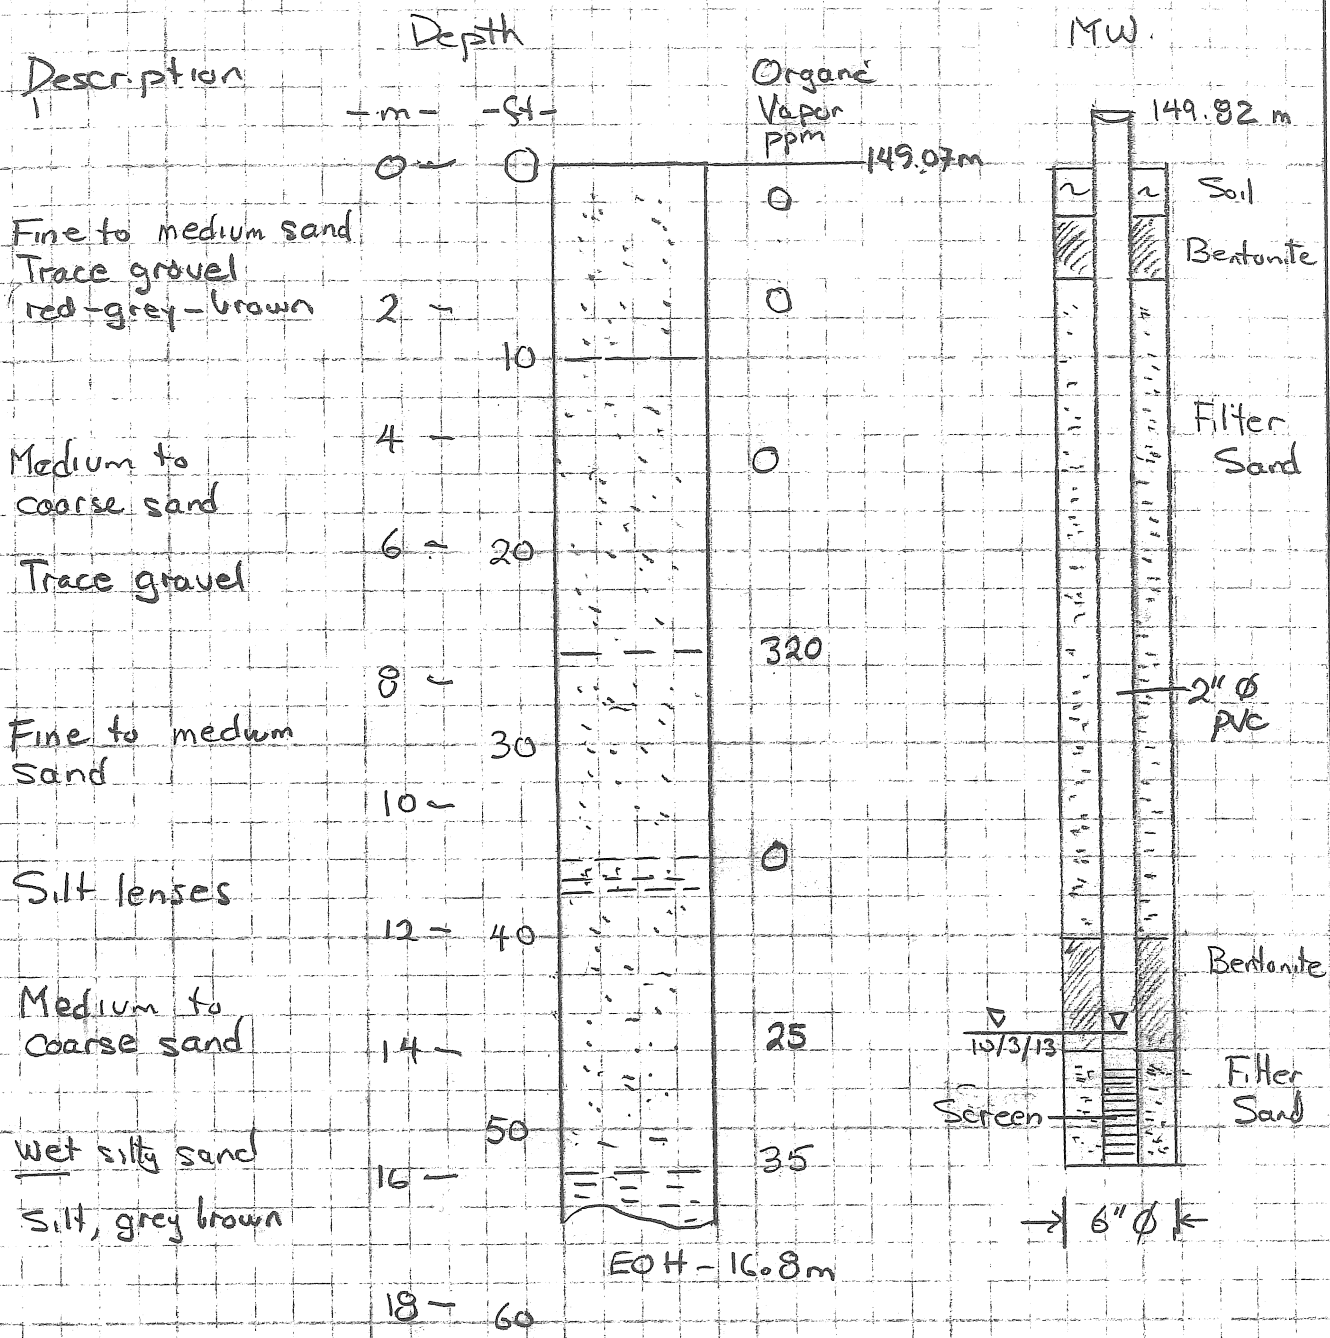 Depth
MW.
Description
Organc
Vapor
ppm
-m- -ft-
149.92 m
0 - 0
149.07m
0
Soil
Fine to medium sand
Trace gravel
red-grey-brown
Bentonite
2 -
0
10
Filter
Sand
4 -
Medium to
coarse sand
0
6 - 20
Trace gravel
320
8 -
2" Ø
PVC
Fine to medium
sand
30
10 -
0
Silt lenses
12 - 40
Bentonite
Medium to
coarse sand
25
14 -
10/3/13
Filter
Sand
Screen
50
Wet silty sand
35
16 -
Silt, grey brown
6" Ø
EOH - 16.8m
18 - 60